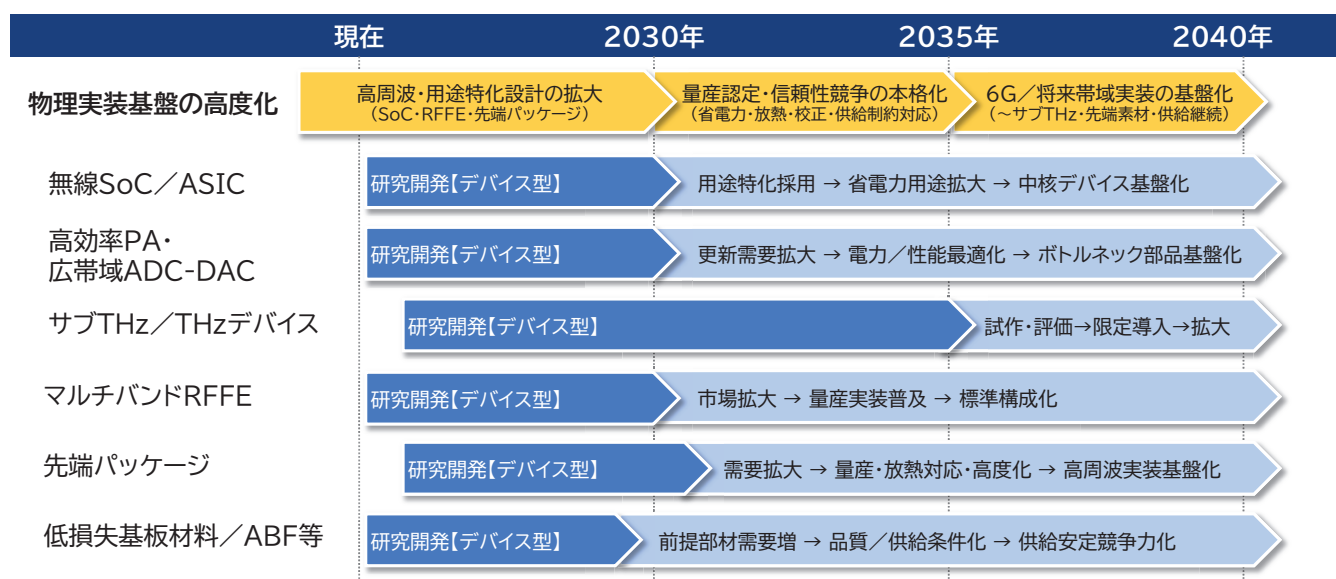 現在 2030年 2035年 2040年
物理実装基盤の高度化
高周波・用途特化設計の拡大
（SoC・RFFE・先端パッケージ）
量産認定・信頼性競争の本格化
（省電力・放熱・校正・供給制約対応）
6G／将来帯域実装の基盤化
（～サブTHz・先端素材・供給継続）
無線SoC／ASIC
研究開発【デバイス型】
用途特化採用 → 省電力用途拡大 → 中核デバイス基盤化
高効率PA・
広帯域ADC-DAC
研究開発【デバイス型】
更新需要拡大 → 電力／性能最適化 → ボトルネック部品基盤化
サブTHz／THzデバイス
研究開発【デバイス型】
試作・評価→限定導入→拡大
マルチバンドRFFE
研究開発【デバイス型】
市場拡大 → 量産実装普及 → 標準構成化
先端パッケージ
研究開発【デバイス型】
需要拡大 → 量産・放熱対応・高度化 → 高周波実装基盤化
低損失基板材料／ABF等
研究開発【デバイス型】
前提部材需要増 → 品質／供給条件化 → 供給安定競争力化